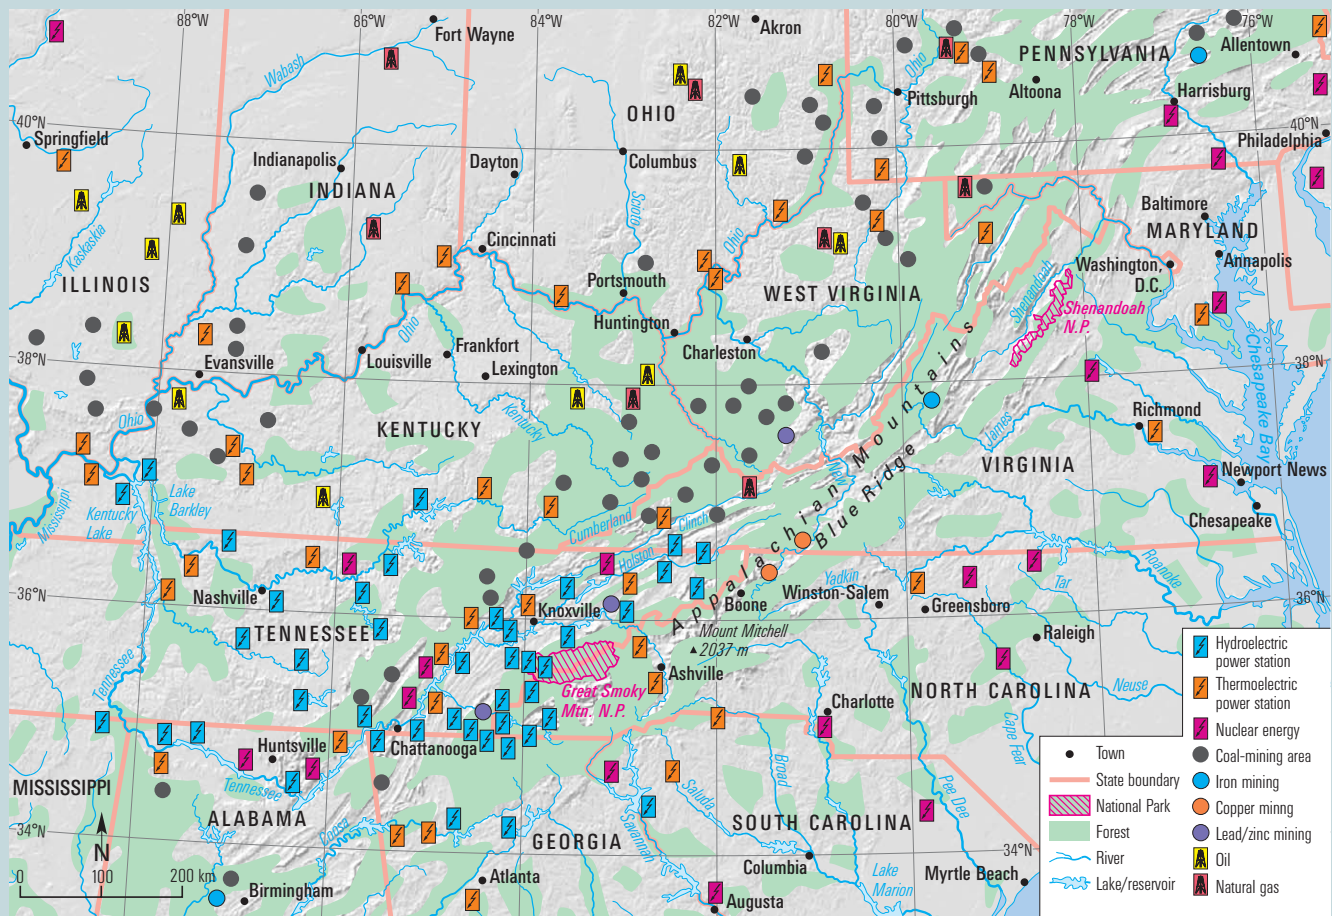 88°W
86°W
84°W
82°W
80°W
78°W
76°W
Fort Wayne
Akron
PENNSYLVANIA
Allentown
Wabash
Ohio
Pittsburgh
Altoona
Harrisburg
OHIO
40°N
40°N
Springfield
Philadelphia
Indianapolis
Dayton
Columbus
INDIANA
Scioto
Baltimore
MARYLAND
Kaskaskia
Cincinnati
Ohio
Annapolis
Washington,
D.C.
ILLINOIS
Portsmouth
WEST VIRGINIA
Shenandoah
Shenandoah
N.P.
Huntington
Ohio
Charleston
Frankfort
Louisville
Lexington
38°N
38°N
Evansville
Chesapeake Bay
Ohio
Kentucky
KENTUCKY
Richmond
James
VIRGINIA
New
Newport News
Mississippi
Lake
Barkley
Kentucky
Lake
Chesapeake
Cumberland
Clinch
Appalachian Mountains
Blue Ridge
Holston
Roanoke
Yadkin
Tar
Nashville
Boone
Winston-Salem
36°N
36°N
Knoxville
Greensboro
TENNESSEE
Mount Mitchell
2037 m
Raleigh
Tennessee
Ashville
Great Smoky
Mtn. N.P.
NORTH CAROLINA
Neuse
Charlotte
Cape Fear
Chattanooga
Huntsville
Tennessee
Broad
Saluda
Pee Dee
MISSISSIPPI
ALABAMA
Coosa
GEORGIA
Savannah
SOUTH CAROLINA
34°N
34°N
N
0
100
200 km
Birmingham
Atlanta
Columbia
Lake
Marion
Myrtle Beach
Augusta
Hydroelectric
power station
Thermoelectric
power station
Nuclear energy
Coal-mining area
Iron mining
Copper minng
Lead/zinc mining
Oil
Natural gas
Town
State boundary
National Park
Forest
River
Lake/reservoir